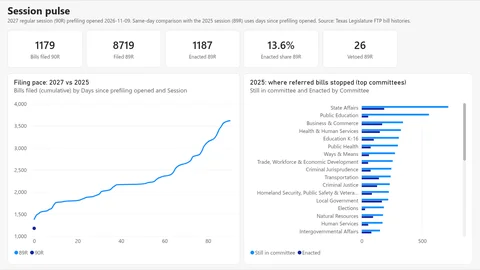 Session pulse
2027 regular session (90R) prefiling opened 2026-11-09. Same-day comparison with the 2025 session (89R) uses days since prefiling opened. Source: Texas Legislature FTP bill histories.
1179
Bills filed 90R
8719
Filed 89R
1187
Enacted 89R
13.6%
Enacted share 89R
26
Vetoed 89R
Filing pace: 2027 vs 2025
Bills filed (cumulative) by Days since prefiling opened and Session
4,000
3,500
3,000
2,500
2,000
1,500
1,000
0
20
40
60
80
89R
90R
2025: where referred bills stopped (top committees)
Still in committee and Enacted by Committee
State Affairs
Public Education
Business & Commerce
Health & Human Services
Education K-16
Public Health
Ways & Means
Trade, Workforce & Economic Development
Criminal Jurisprudence
Transportation
Criminal Justice
Homeland Security, Public Safety & Vetera...
Local Government
Elections
Natural Resources
Human Services
Intergovernmental Affairs
0
500
Still in committee
Enacted